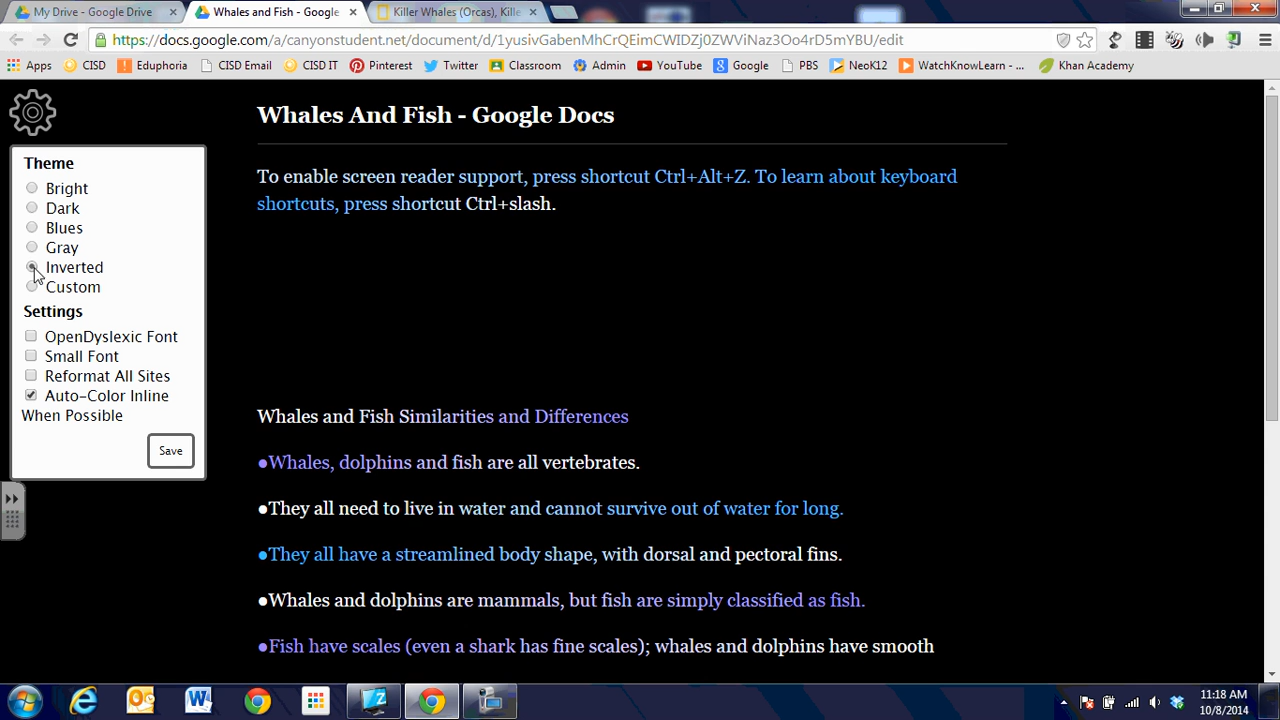 My Drive - Google Drive
Whales and Fish - Google
Killer Whales (Orcas), Kille
https://docs.google.com/a/canyonstudent.net/document/d/1yusivGabenMhCrQEimCWIDZj0ZWViNaz3Oo4rD5mYBU/edit
Apps CISD Eduphoria CISD Email CISD IT Pinterest Twitter Classroom Admin YouTube Google PBS NeoK12 WatchKnowLearn - ... Khan Academy
Whales And Fish - Google Docs
To enable screen reader support, press shortcut Ctrl+Alt+Z. To learn about keyboard
shortcuts, press shortcut Ctrl+slash.
Theme
Bright
Dark
Blues
Gray
Inverted
Custom
Settings
OpenDyslexic Font
Small Font
Reformat All Sites
Auto-Color Inline
When Possible
Save
Whales and Fish Similarities and Differences
●Whales, dolphins and fish are all vertebrates.
●They all need to live in water and cannot survive out of water for long.
●They all have a streamlined body shape, with dorsal and pectoral fins.
●Whales and dolphins are mammals, but fish are simply classified as fish.
●Fish have scales (even a shark has fine scales); whales and dolphins have smooth
11:18 AM
10/8/2014